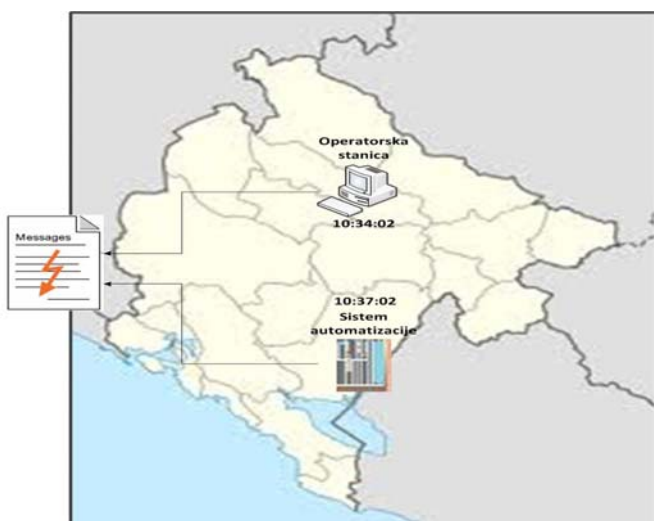 Operatorska
stanica
10:34:02
Messages
10:37:02
Sistem
automatizacije